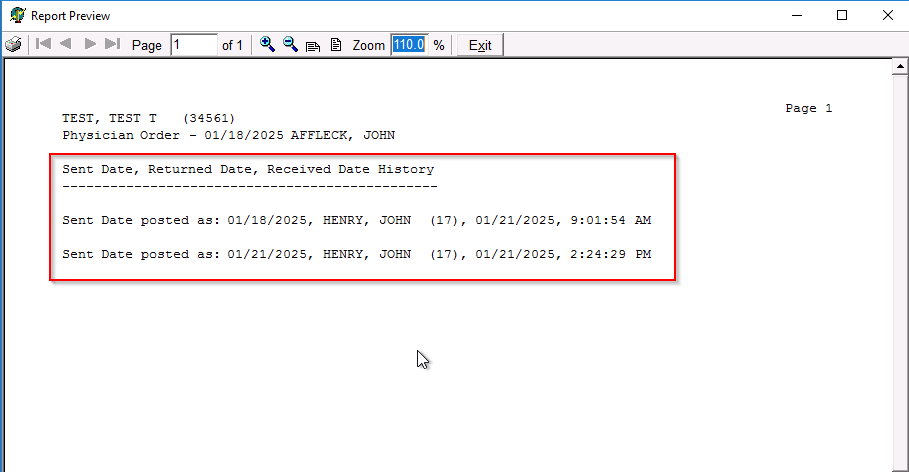 Report Preview
Page 1 of 1 Zoom 110.0 % Exit
Page 1
TEST, TEST T (34561)
Physician Order - 01/18/2025 AFFLECK, JOHN
Sent Date, Returned Date, Received Date History
-----------------------------------------------
Sent Date posted as: 01/18/2025, HENRY, JOHN (17), 01/21/2025, 9:01:54 AM
Sent Date posted as: 01/21/2025, HENRY, JOHN (17), 01/21/2025, 2:24:29 PM